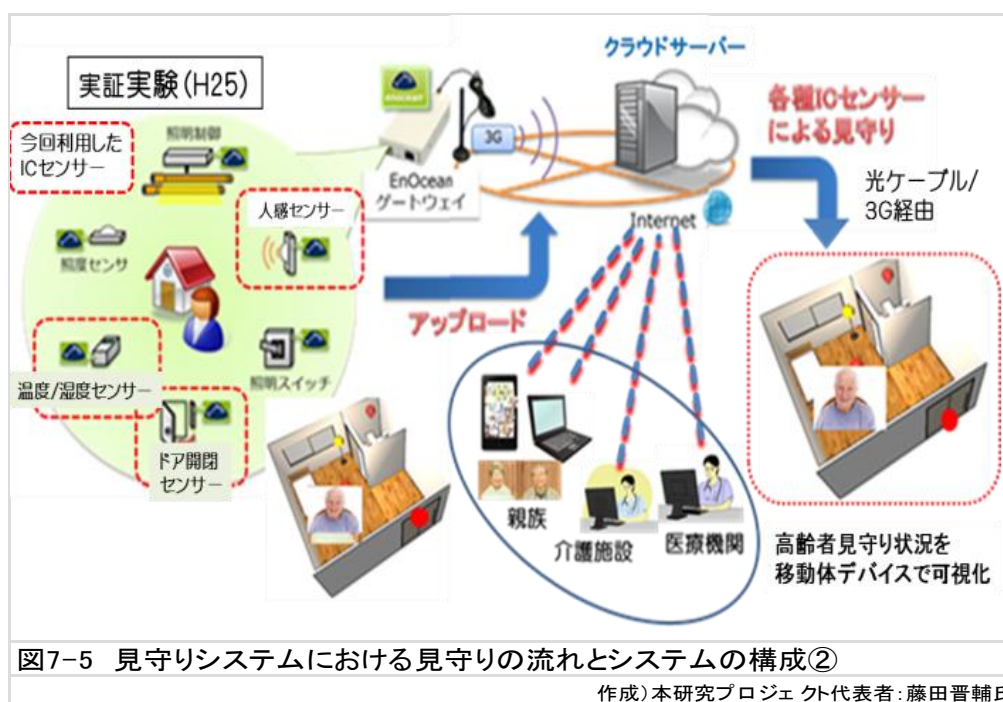 クラウドサーバー
実証実験(H25)
今回利用した
ICセンサー
照明制御
3G
各種ICセンサー
による見守り
EnOcean
ゲートウェイ
光ケーブル/
3G経由
人感センサー
照度センサ
Internet
アップロード
温度/湿度センサー
照明スイッチ
ドア開閉
センサー
親族
介護施設
医療機関
高齢者見守り状況を
移動体デバイスで可視化
図7-5 見守りシステムにおける見守りの流れとシステムの構成②
作成)本研究プロジェクト代表者:藤田晋輔氏